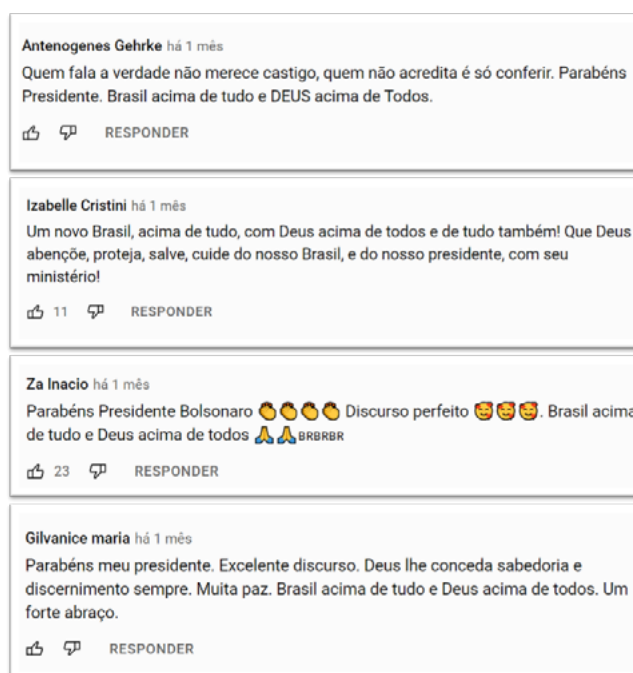 Antenogenes Gehrke há 1 mês
Quem fala a verdade não merece castigo, quem não acredita é só conferir. Parabéns
Presidente. Brasil acima de tudo e DEUS acima de Todos.
RESPONDER
Izabelle Cristini há 1 mês
Um novo Brasil, acima de tudo, com Deus acima de todos e de tudo também! Que Deus
abençõe, proteja, salve, cuide do nosso Brasil, e do nosso presidente, com seu
ministério!
11 RESPONDER
Za Inacio há 1 mês
Parabéns Presidente Bolsonaro 👏👏👏👏 Discurso perfeito 🥰🥰🥰. Brasil acima
de tudo e Deus acima de todos 🙏🙏BRBRBR
23 RESPONDER
Gilvanice maria há 1 mês
Parabéns meu presidente. Excelente discurso. Deus lhe conceda sabedoria e
discernimento sempre. Muita paz. Brasil acima de tudo e Deus acima de todos. Um
forte abraço.
RESPONDER